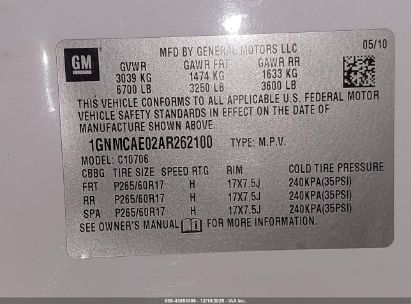 MFD BY GENERAL MOTORS LLC 05/10
GM
GVWR GAWR FRT GAWR RR
3039 KG 1474 KG 1633 KG
6700 LB 3250 LB 3600 LB
THIS VEHICLE CONFORMS TO ALL APPLICABLE U.S. FEDERAL MOTOR
VEHICLE SAFETY STANDARDS IN EFFECT ON THE DATE OF
MANUFACTURE SHOWN ABOVE.
1GNMCAE02AR262100 TYPE: M.P.V.
MODEL: C10706
CBBG TIRE SIZE SPEED RTG RIM COLD TIRE PRESSURE
FRT P265/60R17 H 17X7.5J 240KPA(35PSI)
RR P265/60R17 H 17X7.5J 240KPA(35PSI)
SPA P265/60R17 H 17X7.5J 240KPA(35PSI)
SEE OWNER'S MANUAL FOR MORE INFORMATION.